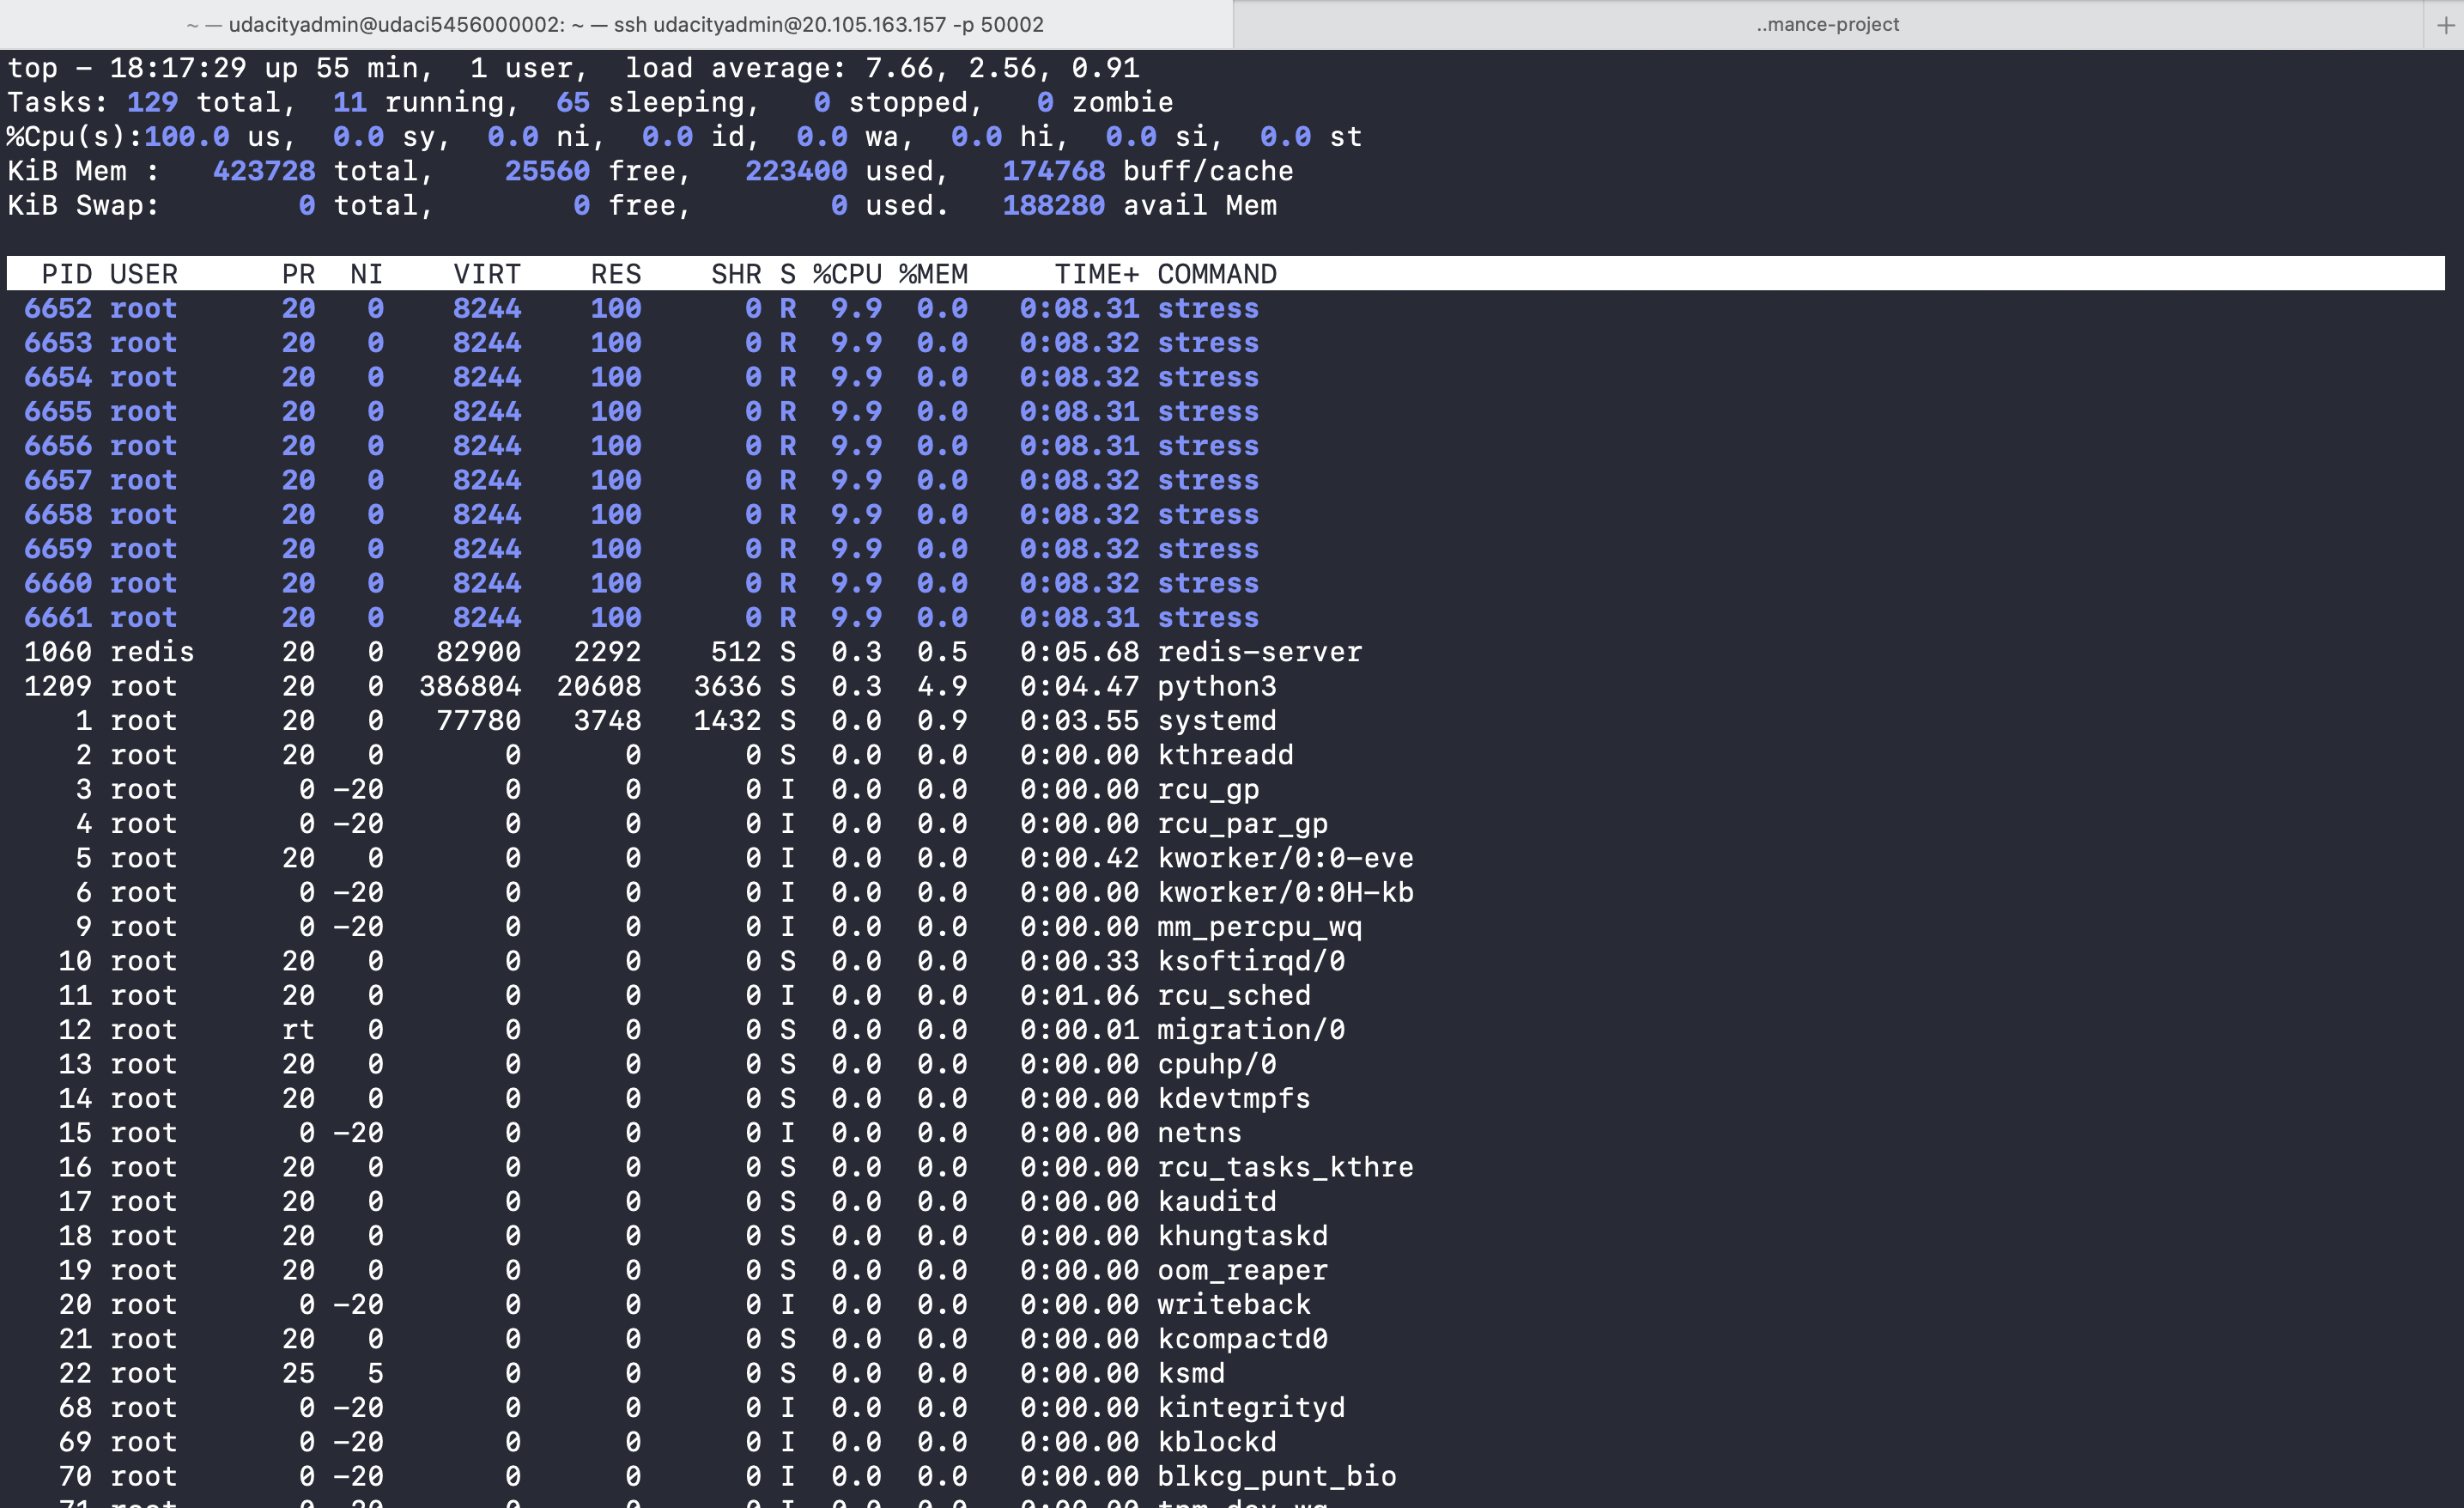 ~ — udacityadmin@udaci5456000002: ~ — ssh udacityadmin@20.105.163.157 -p 50002 ..mance-project +
top – 18:17:29 up 55 min,  1 user,  load average: 7.66, 2.56, 0.91
Tasks: 129 total,  11 running,  65 sleeping,   0 stopped,   0 zombie
%Cpu(s):100.0 us,  0.0 sy,  0.0 ni,  0.0 id,  0.0 wa,  0.0 hi,  0.0 si,  0.0 st
KiB Mem :   423728 total,    25560 free,   223400 used,   174768 buff/cache
KiB Swap:        0 total,        0 free,        0 used.   188280 avail Mem
PID USER      PR  NI    VIRT    RES    SHR S %CPU %MEM     TIME+ COMMAND
6652 root      20   0    8244    100      0 R  9.9  0.0   0:08.31 stress
6653 root      20   0    8244    100      0 R  9.9  0.0   0:08.32 stress
6654 root      20   0    8244    100      0 R  9.9  0.0   0:08.32 stress
6655 root      20   0    8244    100      0 R  9.9  0.0   0:08.31 stress
6656 root      20   0    8244    100      0 R  9.9  0.0   0:08.31 stress
6657 root      20   0    8244    100      0 R  9.9  0.0   0:08.32 stress
6658 root      20   0    8244    100      0 R  9.9  0.0   0:08.32 stress
6659 root      20   0    8244    100      0 R  9.9  0.0   0:08.32 stress
6660 root      20   0    8244    100      0 R  9.9  0.0   0:08.32 stress
6661 root      20   0    8244    100      0 R  9.9  0.0   0:08.31 stress
1060 redis     20   0   82900   2292    512 S  0.3  0.5   0:05.68 redis-server
1209 root      20   0  386804  20608   3636 S  0.3  4.9   0:04.47 python3
1 root      20   0   77780   3748   1432 S  0.0  0.9   0:03.55 systemd
2 root      20   0       0      0      0 S  0.0  0.0   0:00.00 kthreadd
3 root       0 -20       0      0      0 I  0.0  0.0   0:00.00 rcu_gp
4 root       0 -20       0      0      0 I  0.0  0.0   0:00.00 rcu_par_gp
5 root      20   0       0      0      0 I  0.0  0.0   0:00.42 kworker/0:0-eve
6 root       0 -20       0      0      0 I  0.0  0.0   0:00.00 kworker/0:0H-kb
9 root       0 -20       0      0      0 I  0.0  0.0   0:00.00 mm_percpu_wq
10 root      20   0       0      0      0 S  0.0  0.0   0:00.33 ksoftirqd/0
11 root      20   0       0      0      0 I  0.0  0.0   0:01.06 rcu_sched
12 root      rt   0       0      0      0 S  0.0  0.0   0:00.01 migration/0
13 root      20   0       0      0      0 S  0.0  0.0   0:00.00 cpuhp/0
14 root      20   0       0      0      0 S  0.0  0.0   0:00.00 kdevtmpfs
15 root       0 -20       0      0      0 I  0.0  0.0   0:00.00 netns
16 root      20   0       0      0      0 S  0.0  0.0   0:00.00 rcu_tasks_kthre
17 root      20   0       0      0      0 S  0.0  0.0   0:00.00 kauditd
18 root      20   0       0      0      0 S  0.0  0.0   0:00.00 khungtaskd
19 root      20   0       0      0      0 S  0.0  0.0   0:00.00 oom_reaper
20 root       0 -20       0      0      0 I  0.0  0.0   0:00.00 writeback
21 root      20   0       0      0      0 S  0.0  0.0   0:00.00 kcompactd0
22 root      25   5       0      0      0 S  0.0  0.0   0:00.00 ksmd
68 root       0 -20       0      0      0 I  0.0  0.0   0:00.00 kintegrityd
69 root       0 -20       0      0      0 I  0.0  0.0   0:00.00 kblockd
70 root       0 -20       0      0      0 I  0.0  0.0   0:00.00 blkcg_punt_bio